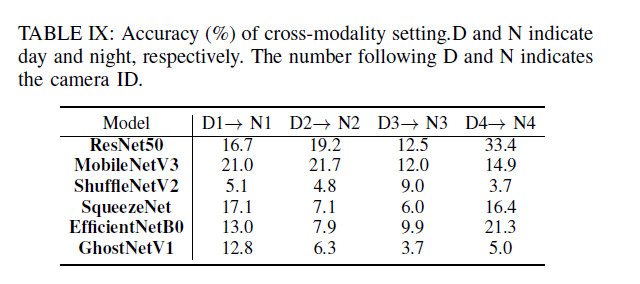 TABLE IX: Accuracy (%) of cross-modality setting.D and N indicate
day and night, respectively. The number following D and N indicates
the camera ID.
Model D1→ N1 D2→ N2 D3→ N3 D4→ N4
ResNet50 16.7 19.2 12.5 33.4
MobileNetV3 21.0 21.7 12.0 14.9
ShuffleNetV2 5.1 4.8 9.0 3.7
SqueezeNet 17.1 7.1 6.0 16.4
EfficientNetB0 13.0 7.9 9.9 21.3
GhostNetV1 12.8 6.3 3.7 5.0